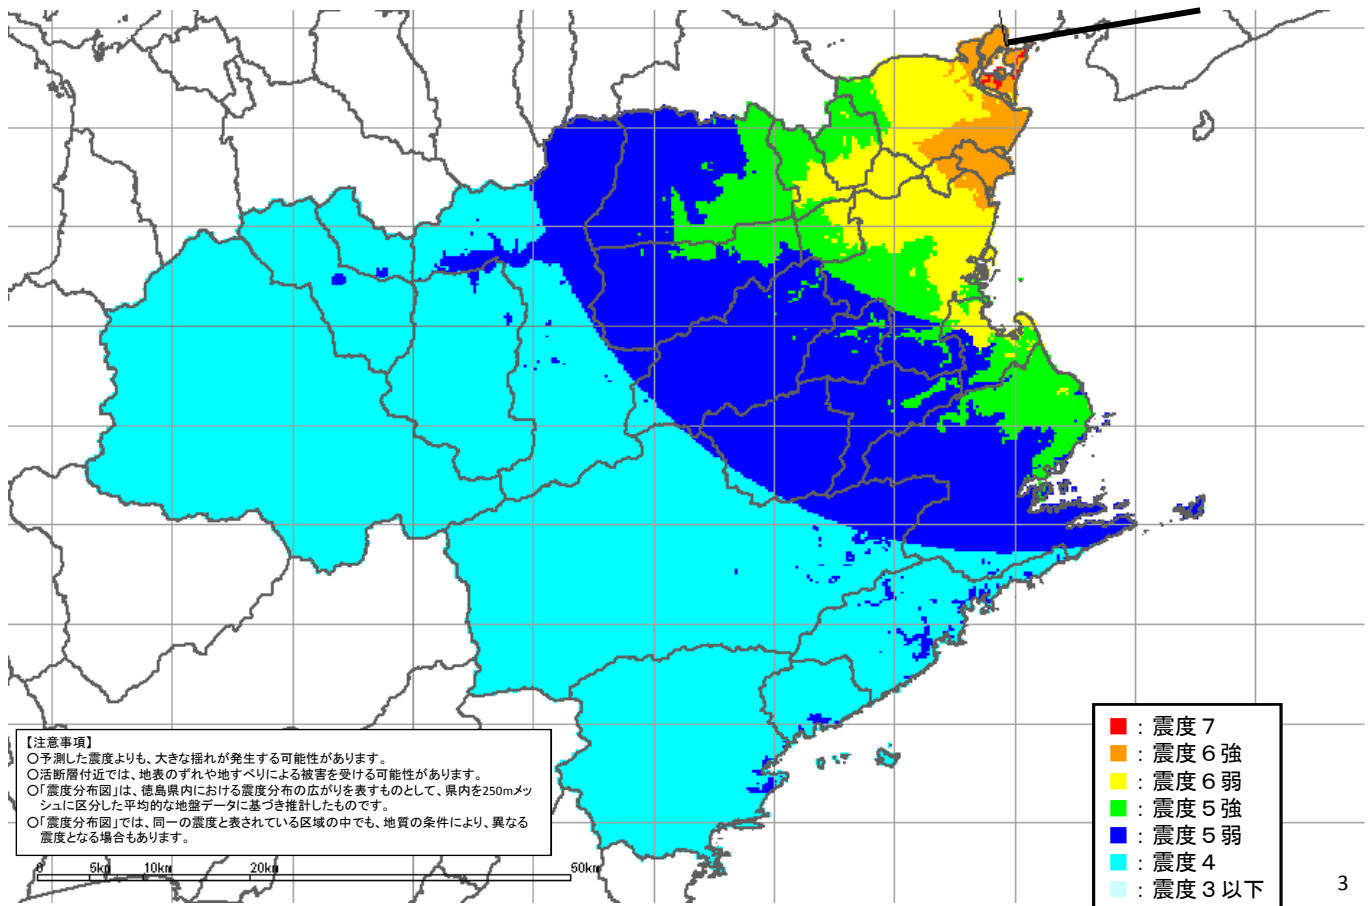 【注意事項】
○予測した震度よりも、大きな揺れが発生する可能性があります。
○活断層付近では、地表のずれや地すべりによる被害を受ける可能性があります。
○「震度分布図」は、徳島県内における震度分布の広がりを表すものとして、県内を250mメッ
シュに区分した平均的な地盤データに基づき推計したものです。
○「震度分布図」では、同一の震度と表されている区域の中でも、地質の条件により、異なる
震度となる場合もあります。
0 5km 10km 20km 50km
：震度７
：震度６強
：震度６弱
：震度５強
：震度５弱
：震度４
：震度３以下
3